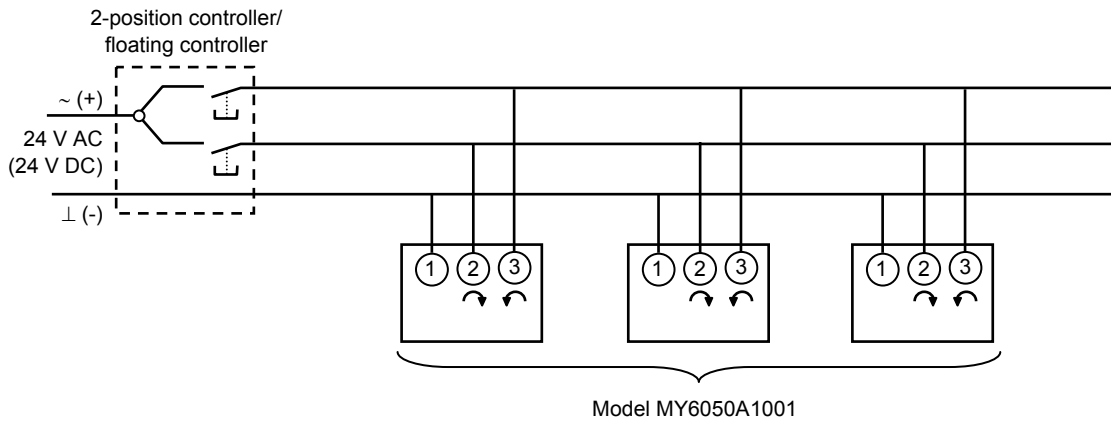 2-position controller/
floating controller
~ (+)
24 V AC
(24 V DC)
⊥ (-)
1 2 3
1 2 3
1 2 3
Model MY6050A1001